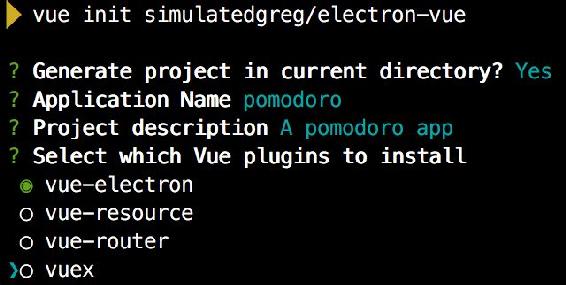 vue init simulatedgreg/electron-vue
? Generate project in current directory? Yes
? Application Name pomodoro
? Project description A pomodoro app
? Select which Vue plugins to install
◉ vue-electron
○ vue-resource
○ vue-router
❯○ vuex